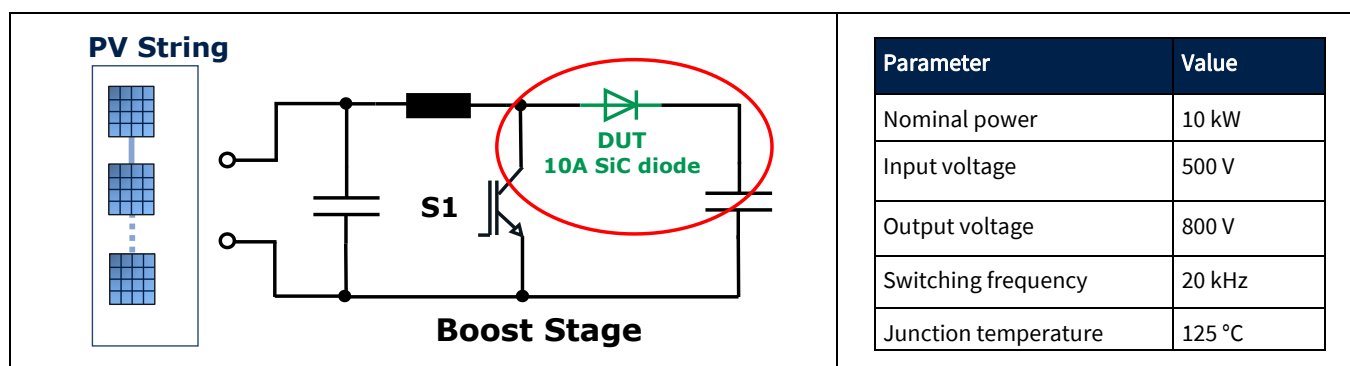 PV String
DUT
10A SiC diode
S1
Boost Stage
Parameter Value
Nominal power 10 kW
Input voltage 500 V
Output voltage 800 V
Switching frequency 20 kHz
Junction temperature 125 °C